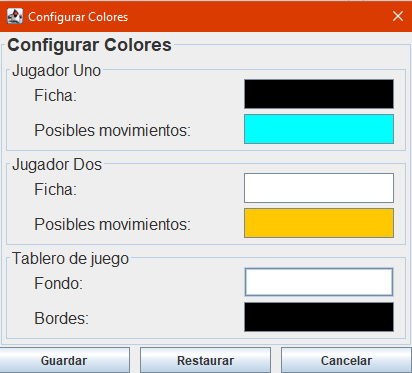 Configurar Colores
Configurar Colores
Jugador Uno
Ficha:
Posibles movimientos:
Jugador Dos
Ficha:
Posibles movimientos:
Tablero de juego
Fondo:
Bordes:
Guardar Restaurar Cancelar